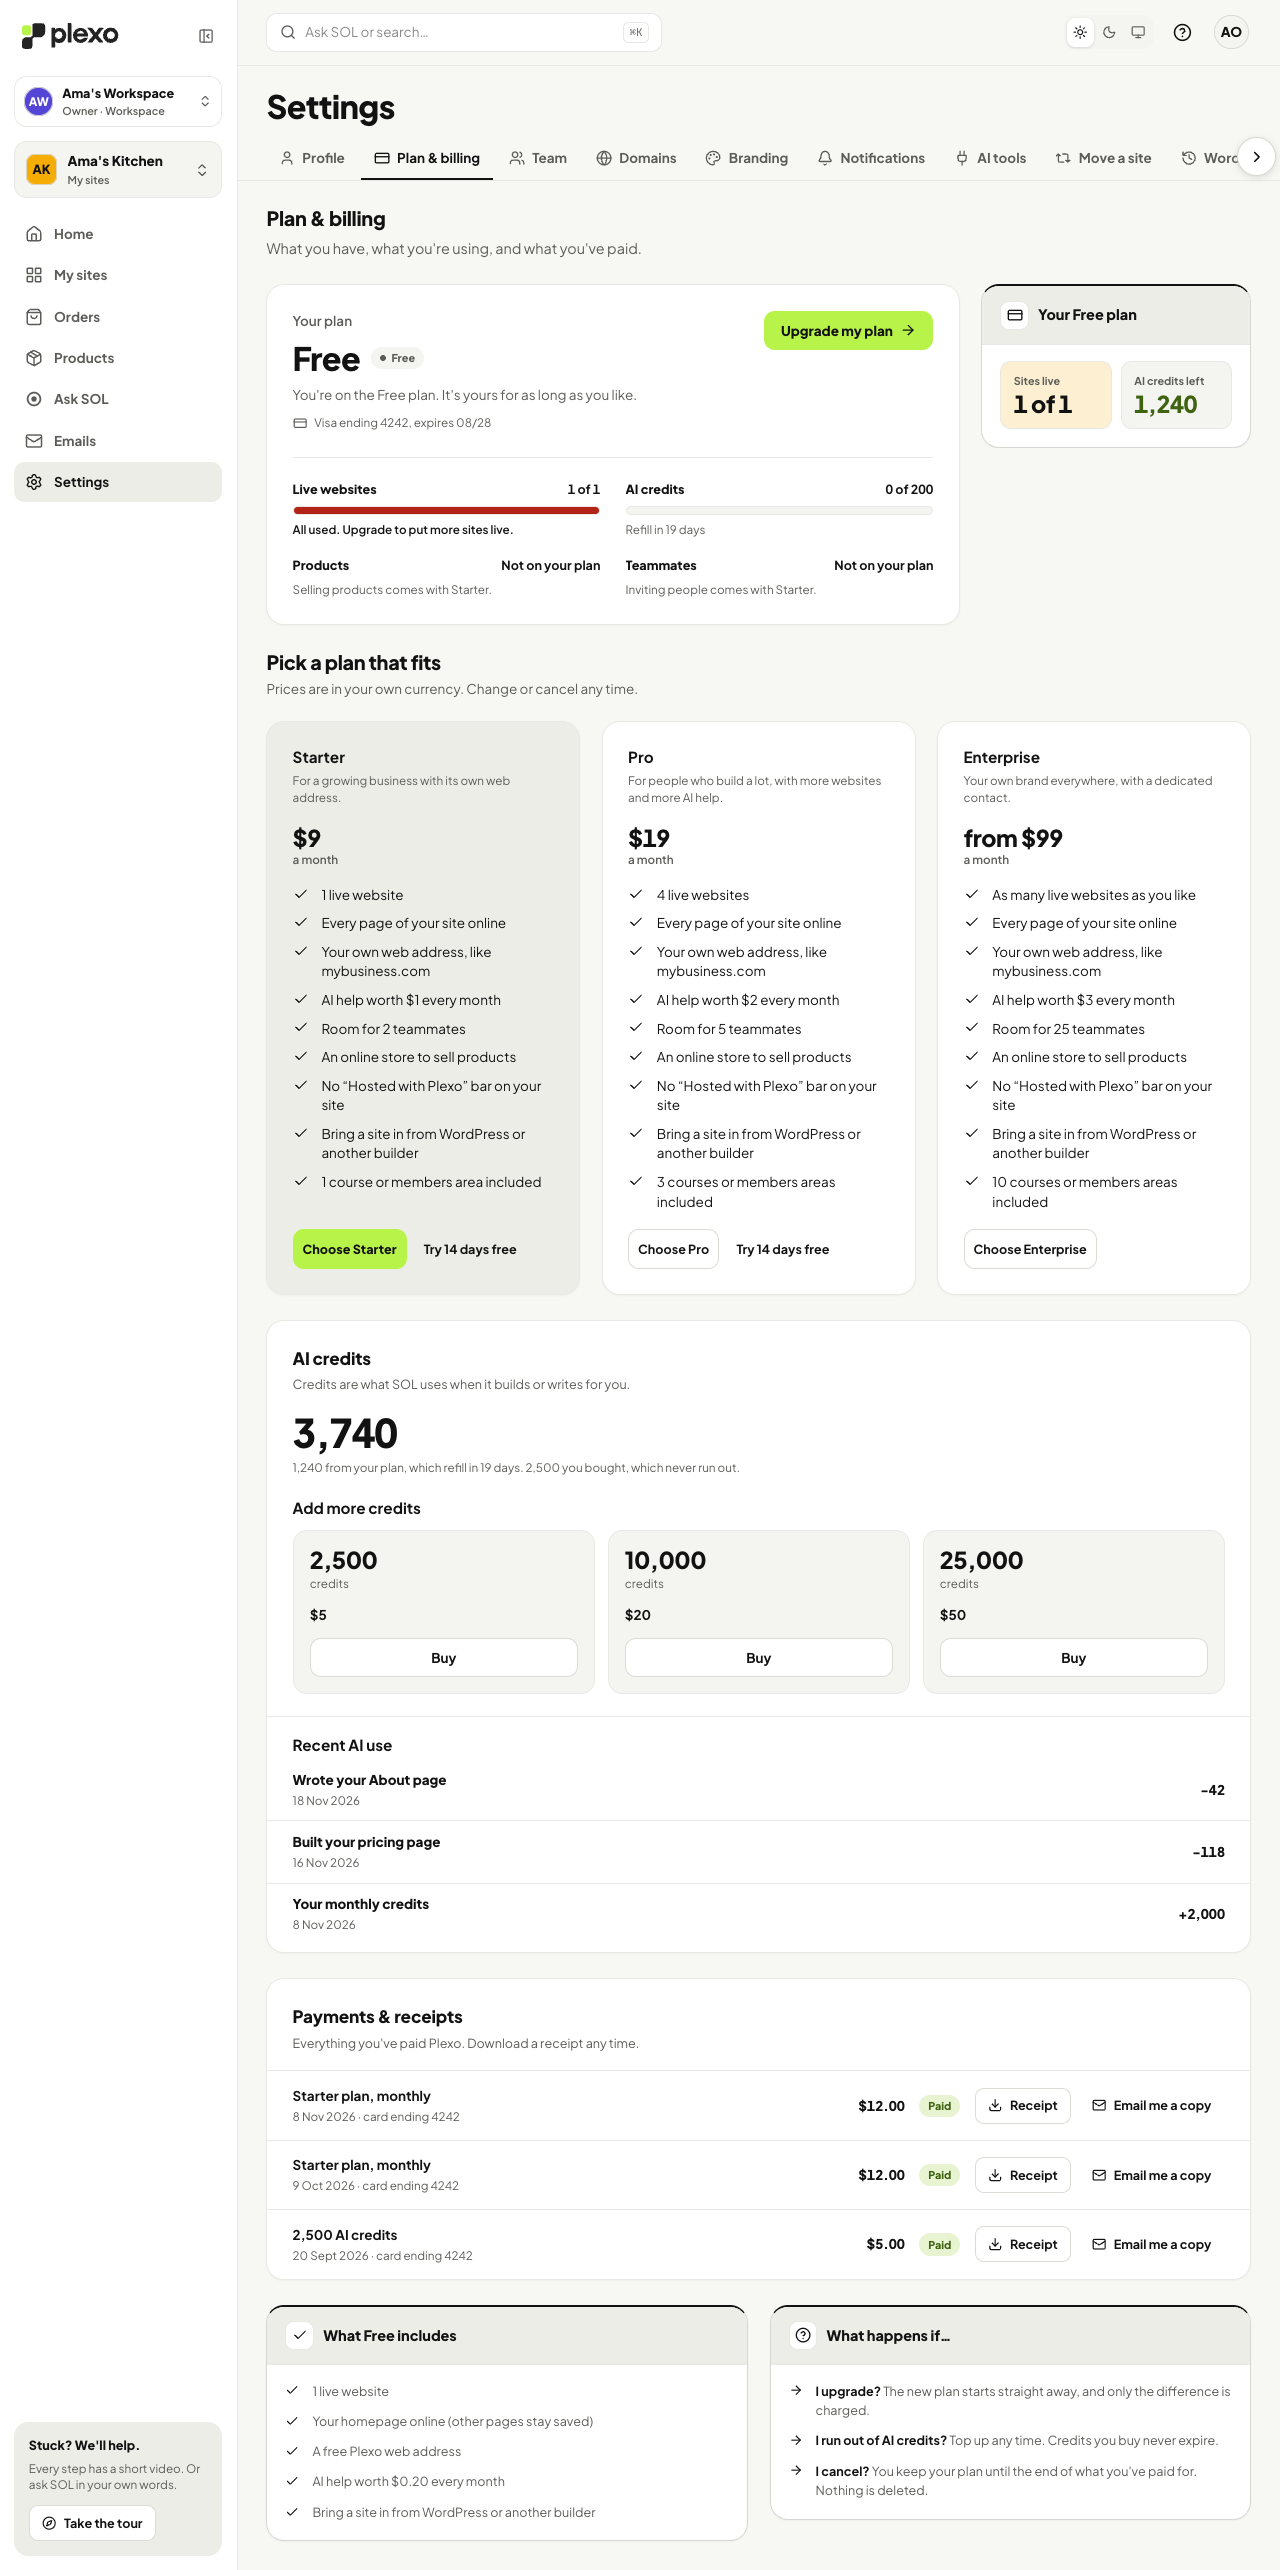 plexo
Ask SOL or search...
⌘K
AO
AW
Ama's Workspace
Owner · Workspace
AK
Ama's Kitchen
My sites
Home
My sites
Orders
Products
Ask SOL
Emails
Settings
Settings
Profile
Plan & billing
Team
Domains
Branding
Notifications
AI tools
Move a site
Plan & billing
What you have, what you're using, and what you've paid.
Your plan
Free
Free
Upgrade my plan
You're on the Free plan. It's yours for as long as you like.
Visa ending 4242, expires 08/28
Live websites
1 of 1
All used. Upgrade to put more sites live.
AI credits
0 of 200
Refill in 19 days
Products
Not on your plan
Selling products comes with Starter.
Teammates
Not on your plan
Inviting people comes with Starter.
Your Free plan
Sites live
1 of 1
AI credits left
1,240
Pick a plan that fits
Prices are in your own currency. Change or cancel any time.
Starter
For a growing business with its own web
address.
$9
a month
1 live website
Every page of your site online
Your own web address, like
mybusiness.com
AI help worth $1 every month
Room for 2 teammates
An online store to sell products
No “Hosted with Plexo” bar on your
site
Bring a site in from WordPress or
another builder
1 course or members area included
Choose Starter
Try 14 days free
Pro
For people who build a lot, with more websites
and more AI help.
$19
a month
4 live websites
Every page of your site online
Your own web address, like
mybusiness.com
AI help worth $2 every month
Room for 5 teammates
An online store to sell products
No “Hosted with Plexo” bar on your
site
Bring a site in from WordPress or
another builder
3 courses or members areas
included
Choose Pro
Try 14 days free
Enterprise
Your own brand everywhere, with a dedicated
contact.
from $99
a month
As many live websites as you like
Every page of your site online
Your own web address, like
mybusiness.com
AI help worth $3 every month
Room for 25 teammates
An online store to sell products
No “Hosted with Plexo” bar on your
site
Bring a site in from WordPress or
another builder
10 courses or members areas
included
Choose Enterprise
AI credits
Credits are what SOL uses when it builds or writes for you.
3,740
1,240 from your plan, which refill in 19 days. 2,500 you bought, which never run out.
Add more credits
2,500
credits
$5
Buy
10,000
credits
$20
Buy
25,000
credits
$50
Buy
Recent AI use
Wrote your About page
18 Nov 2026
-42
Built your pricing page
16 Nov 2026
-118
Your monthly credits
8 Nov 2026
+2,000
Payments & receipts
Everything you've paid Plexo. Download a receipt any time.
Starter plan, monthly
8 Nov 2026 · card ending 4242
$12.00
Paid
Receipt
Email me a copy
Starter plan, monthly
9 Oct 2026 · card ending 4242
$12.00
Paid
Receipt
Email me a copy
2,500 AI credits
20 Sept 2026 · card ending 4242
$5.00
Paid
Receipt
Email me a copy
What Free includes
1 live website
Your homepage online (other pages stay saved)
A free Plexo web address
AI help worth $0.20 every month
Bring a site in from WordPress or another builder
What happens if...
I upgrade? The new plan starts straight away, and only the difference is
charged.
I run out of AI credits? Top up any time. Credits you buy never expire.
I cancel? You keep your plan until the end of what you've paid for.
Nothing is deleted.
Stuck? We'll help.
Every step has a short video. Or
ask SOL in your own words.
Take the tour